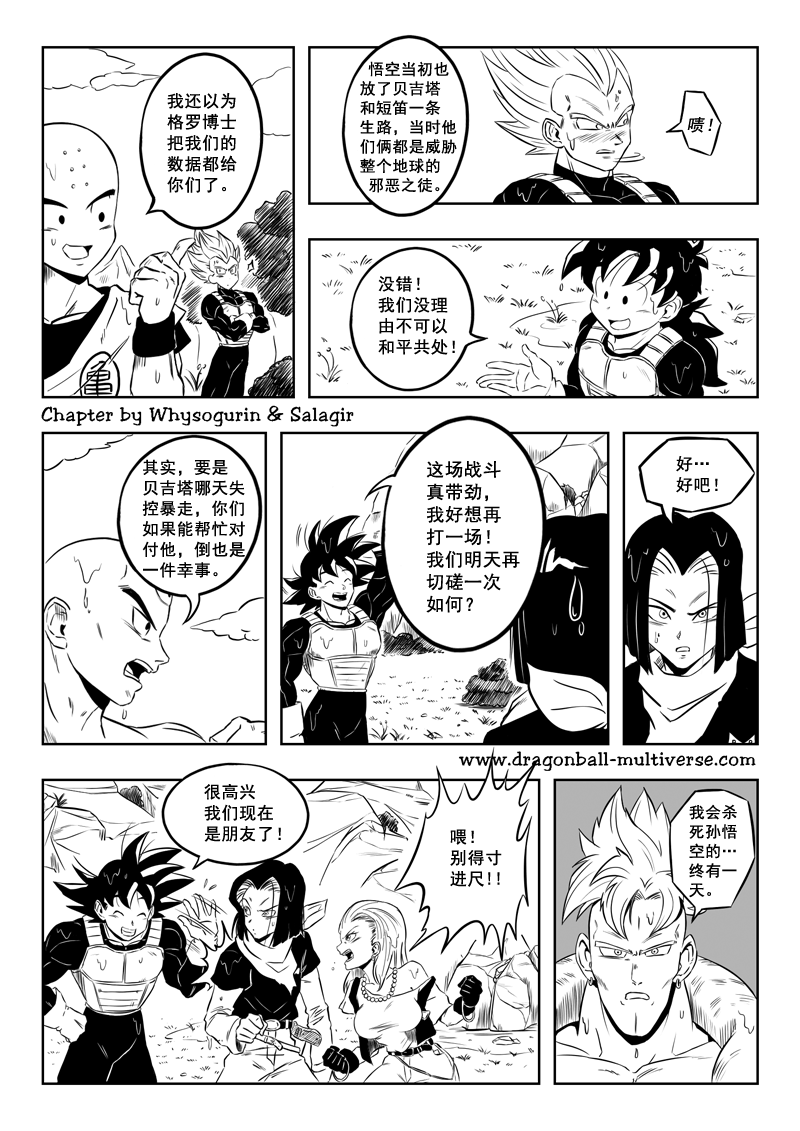 我还以为
格罗博士
把我们的
数据都给
你们了。
悟空当初也
放了贝吉塔
和短笛一条
生路，当时他
们俩都是威胁
整个地球的
邪恶之徒。
啧！
没错！
我们没理
由不可以
和平共处！
龜
Chapter by Whysogurin & Salagir
其实，要是
贝吉塔哪天失
控暴走，你们
如果能帮忙对
付他，倒也是
一件幸事。
这场战斗
真带劲，
我好想再
打一场！
我们明天再
切磋一次
如何？
好…
好吧！
www.dragonball-multiverse.com
很高兴
我们现在
是朋友了！
喂！
别得寸
进尺!!
我会杀
死孙悟
空的…
终有一
天。